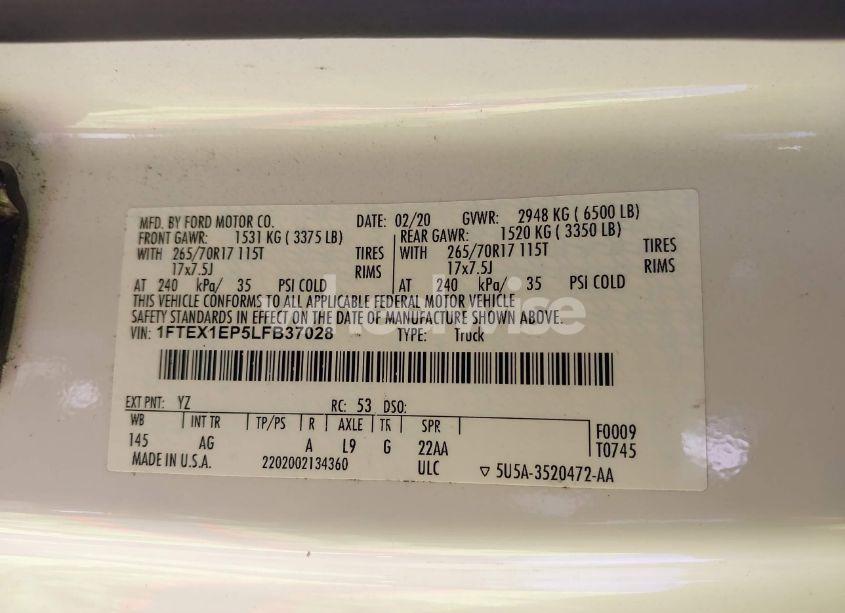 MFD. BY FORD MOTOR CO. DATE: 02/20 GVWR: 2948 KG ( 6500 LB)
FRONT GAWR: 1531 KG ( 3375 LB) REAR GAWR: 1520 KG ( 3350 LB)
WITH 265/70R17 115T TIRES WITH 265/70R17 115T TIRES
17x7.5J RIMS 17x7.5J RIMS
AT 240 kPa/ 35 PSI COLD AT 240 kPa/ 35 PSI COLD
THIS VEHICLE CONFORMS TO ALL APPLICABLE FEDERAL MOTOR VEHICLE
SAFETY STANDARDS IN EFFECT ON THE DATE OF MANUFACTURE SHOWN ABOVE.
VIN: 1FTEX1EP5LFB37028 TYPE: Truck
EXT PNT: YZ RC: 53 DSO:
WB INT TR TP/PS R AXLE TR SPR F0009
145 AG A L9 G 22AA T0745
MADE IN U.S.A. 2202002134360 ULC ▽ 5U5A-3520472-AA